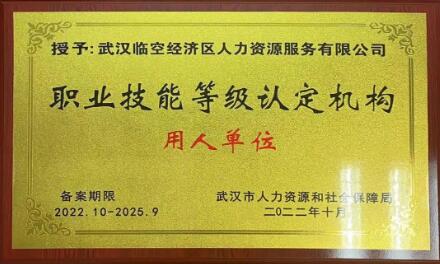 授予:武汉临空经济区人力资源服务有限公司
职业技能等级认定机构
用人单位
备案期限
2022.10-2025.9
武汉市人力资源和社会保障局
二〇二二年十月